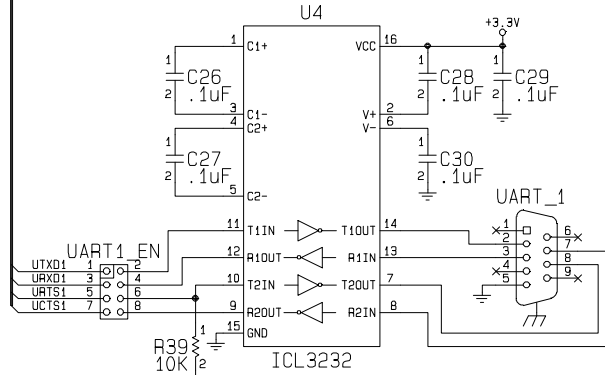 U4
+3.3V
1 C1+ VCC 16
1 C26 .1uF 2
1 C28 .1uF 2
1 C29 .1uF 2
3 C1- V+ 2
4 C2+ V- 6
1 C27 .1uF 2
1 C30 .1uF 2
5 C2-
UART_1
11 T1IN T1OUT 14
12 R1OUT R1IN 13
10 T2IN T2OUT 7
9 R2OUT R2IN 8
15 GND
ICL3232
UART1_EN
UTXD1 1 2
URXD1 3 4
URTS1 5 6
UCTS1 7 8
R39
10K
1
2
1
2
3
4
5
6
7
8
9